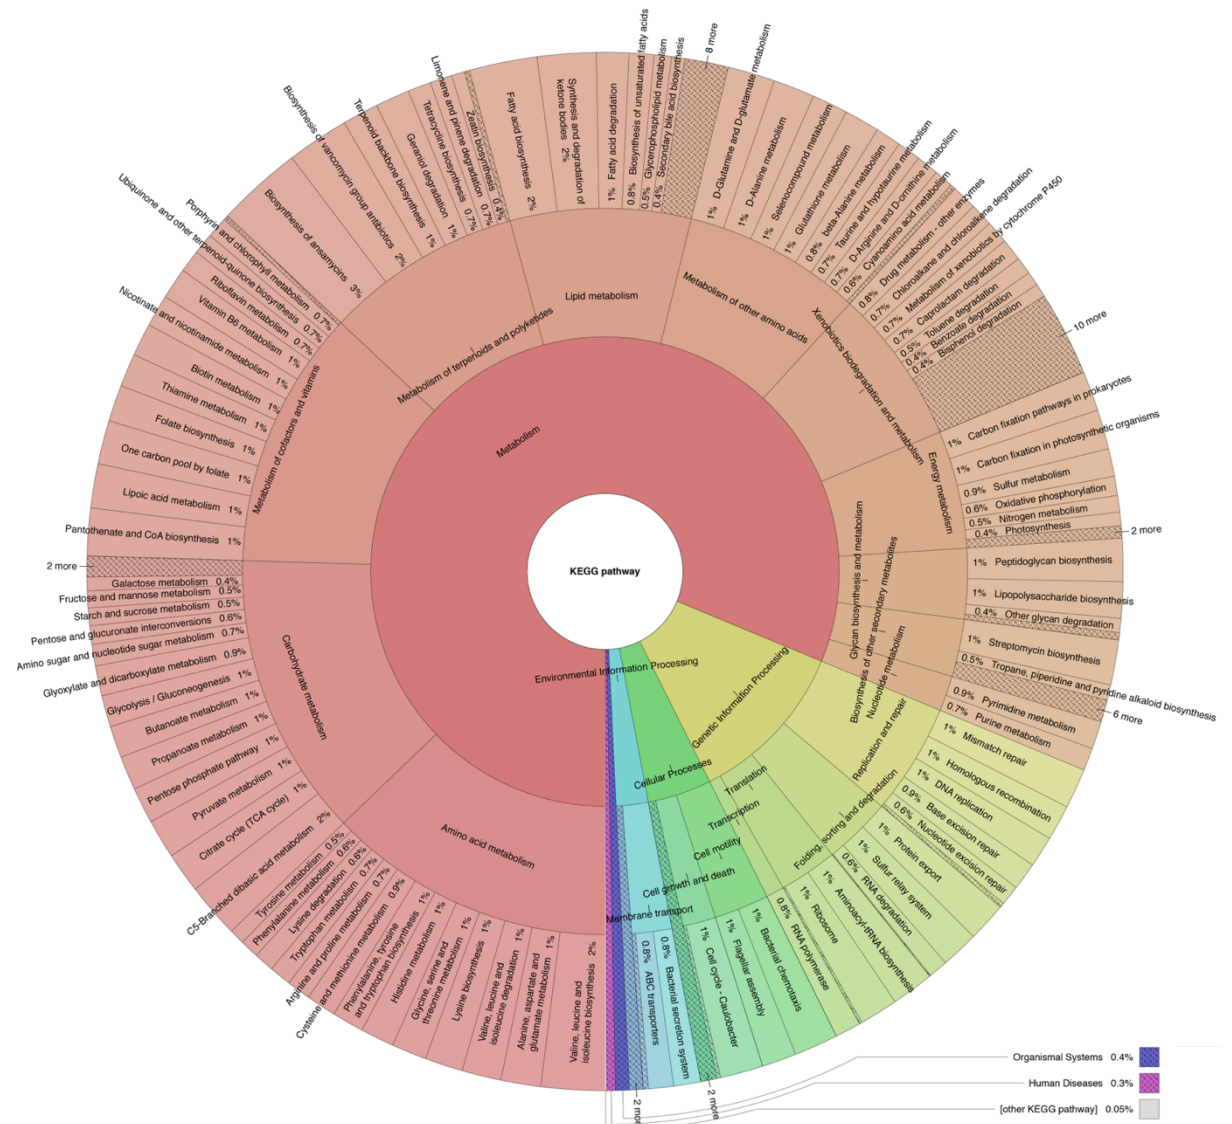 KEGG pathway
Metabolism
Environmental Information Processing
Genetic Information Processing
Cellular Processes
Lipid metabolism
Metabolism of terpenoids and polyketides
Metabolism of cofactors and vitamins
Carbohydrate metabolism
Amino acid metabolism
Metabolism of other amino acids
Xenobiotics biodegradation and metabolism
Energy metabolism
Glycan biosynthesis and metabolism
Biosynthesis of other secondary metabolites
Nucleotide metabolism
Replication and repair
Folding, sorting and degradation
Translation
Transcription
Cell motility
Cell growth and death
Membrane transport
Fatty acid biosynthesis 2%
Synthesis and degradation of
ketone bodies 2%
1% Fatty acid degradation
0.8% Biosynthesis of unsaturated fatty acids
0.5% Glycerophospholipid metabolism
0.4% Secondary bile acid biosynthesis
8 more
1% D-Glutamine and D-glutamate metabolism
1% D-Alanine metabolism
1% Selenocompound metabolism
1% Glutathione metabolism
0.8% beta-Alanine metabolism
0.7% Taurine and hypotaurine metabolism
0.7% D-Arginine and D-ornithine metabolism
0.6% Cyanoamino acid metabolism
0.8% Drug metabolism - other enzymes
0.7% Chloroalkane and chloroalkene degradation
0.7% Metabolism of xenobiotics by cytochrome P450
0.7% Caprolactam degradation
0.5% Toluene degradation
0.4% Benzoate degradation
0.4% Bisphenol degradation
10 more
1% Carbon fixation pathways in prokaryotes
1% Carbon fixation in photosynthetic organisms
0.9% Sulfur metabolism
0.6% Oxidative phosphorylation
0.5% Nitrogen metabolism
0.4% Photosynthesis
2 more
1% Peptidoglycan biosynthesis
1% Lipopolysaccharide biosynthesis
0.4% Other glycan degradation
1% Streptomycin biosynthesis
0.5% Tropane, piperidine and pyridine alkaloid biosynthesis
6 more
0.9% Pyrimidine metabolism
0.7% Purine metabolism
1% Mismatch repair
1% Homologous recombination
1% DNA replication
0.9% Base excision repair
0.6% Nucleotide excision repair
1% Protein export
1% Sulfur relay system
0.6% RNA degradation
1% Aminoacyl-tRNA biosynthesis
1% Ribosome
0.8% RNA polymerase
1% Bacterial chemotaxis
1% Flagellar assembly
1% Cell cycle - Caulobacter
2 more
0.8% Bacterial secretion system
0.8% ABC transporters
2 more
Valine, leucine and
isoleucine biosynthesis 2%
Alanine, aspartate and
glutamate metabolism 1%
Valine, leucine and
isoleucine degradation 1%
Lysine biosynthesis 1%
Glycine, serine and
threonine metabolism 1%
Histidine metabolism 1%
Phenylalanine, tyrosine
and tryptophan biosynthesis 1%
Cysteine and methionine metabolism 0.9%
Arginine and proline metabolism 0.7%
Tryptophan metabolism 0.7%
Lysine degradation 0.6%
Phenylalanine metabolism 0.6%
Tyrosine metabolism 0.5%
C5-Branched dibasic acid metabolism 2%
Citrate cycle (TCA cycle) 1%
Pyruvate metabolism 1%
Pentose phosphate pathway 1%
Propanoate metabolism 1%
Butanoate metabolism 1%
Glycolysis / Gluconeogenesis 1%
Glyoxylate and dicarboxylate metabolism 0.9%
Amino sugar and nucleotide sugar metabolism 0.7%
Pentose and glucuronate interconversions 0.6%
Starch and sucrose metabolism 0.5%
Fructose and mannose metabolism 0.5%
Galactose metabolism 0.4%
2 more
Pantothenate and CoA biosynthesis 1%
Lipoic acid metabolism 1%
One carbon pool by folate 1%
Folate biosynthesis 1%
Thiamine metabolism 1%
Biotin metabolism 1%
Nicotinate and nicotinamide metabolism 1%
Vitamin B6 metabolism 1%
Riboflavin metabolism 0.7%
Ubiquinone and other terpenoid-quinone biosynthesis 0.7%
Porphyrin and chlorophyll metabolism 0.7%
Biosynthesis of ansamycins 3%
Biosynthesis of vancomycin group antibiotics 2%
Terpenoid backbone biosynthesis 1%
Geraniol degradation 1%
Tetracycline biosynthesis 0.7%
Limonene and pinene degradation 0.7%
Zeatin biosynthesis 0.4%
Organismal Systems 0.4%
Human Diseases 0.3%
[other KEGG pathway] 0.05%